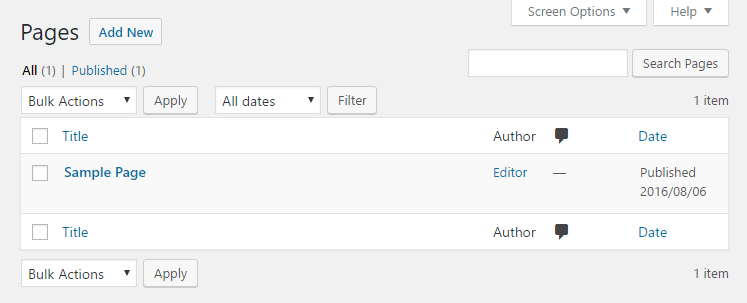 Screen Options Help
Pages Add New
All (1) | Published (1)
Search Pages
Bulk Actions Apply All dates Filter 1 item
Title Author Date
Sample Page Editor — Published
2016/08/06
Title Author Date
Bulk Actions Apply 1 item